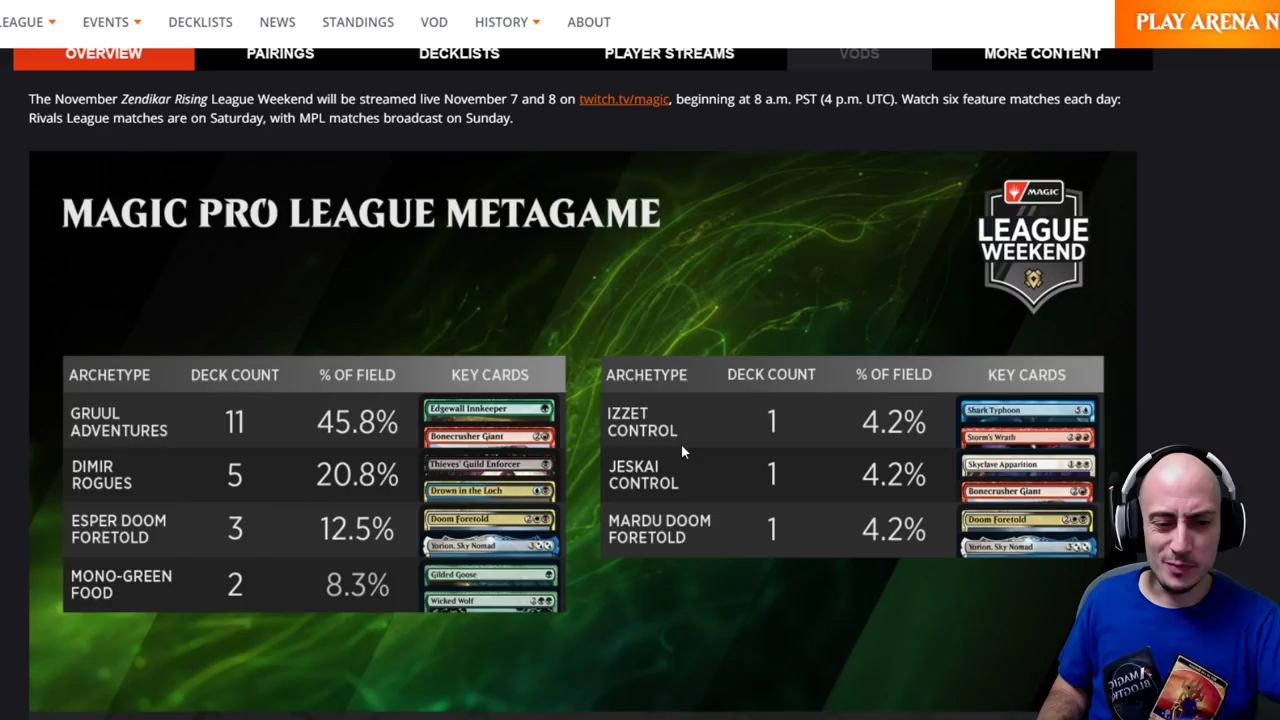 LEAGUE
EVENTS
DECKLISTS
NEWS
STANDINGS
VOD
HISTORY
ABOUT
PLAY ARENA N
OVERVIEW
PAIRINGS
DECKLISTS
PLAYER STREAMS
VODS
MORE CONTENT
The November Zendikar Rising League Weekend will be streamed live November 7 and 8 on twitch.tv/magic, beginning at 8 a.m. PST (4 p.m. UTC). Watch six feature matches each day:
Rivals League matches are on Saturday, with MPL matches broadcast on Sunday.
MAGIC PRO LEAGUE METAGAME
MAGIC
LEAGUE
WEEKEND
ARCHETYPE DECK COUNT % OF FIELD KEY CARDS
GRUUL
ADVENTURES
11
45.8%
Edgewall Innkeeper
Bonecrusher Giant
DIMIR
ROGUES
5
20.8%
Thieves' Guild Enforcer
Drown in the Loch
ESPER DOOM
FORETOLD
3
12.5%
Doom Foretold
Yorion, Sky Nomad
MONO-GREEN
FOOD
2
8.3%
Gilded Goose
Wicked Wolf
ARCHETYPE DECK COUNT % OF FIELD KEY CARDS
IZZET
CONTROL
1
4.2%
Shark Typhoon
Storm's Wrath
JESKAI
CONTROL
1
4.2%
Skyclave Apparition
Bonecrusher Giant
MARDU DOOM
FORETOLD
1
4.2%
Doom Foretold
Yorion, Sky Nomad